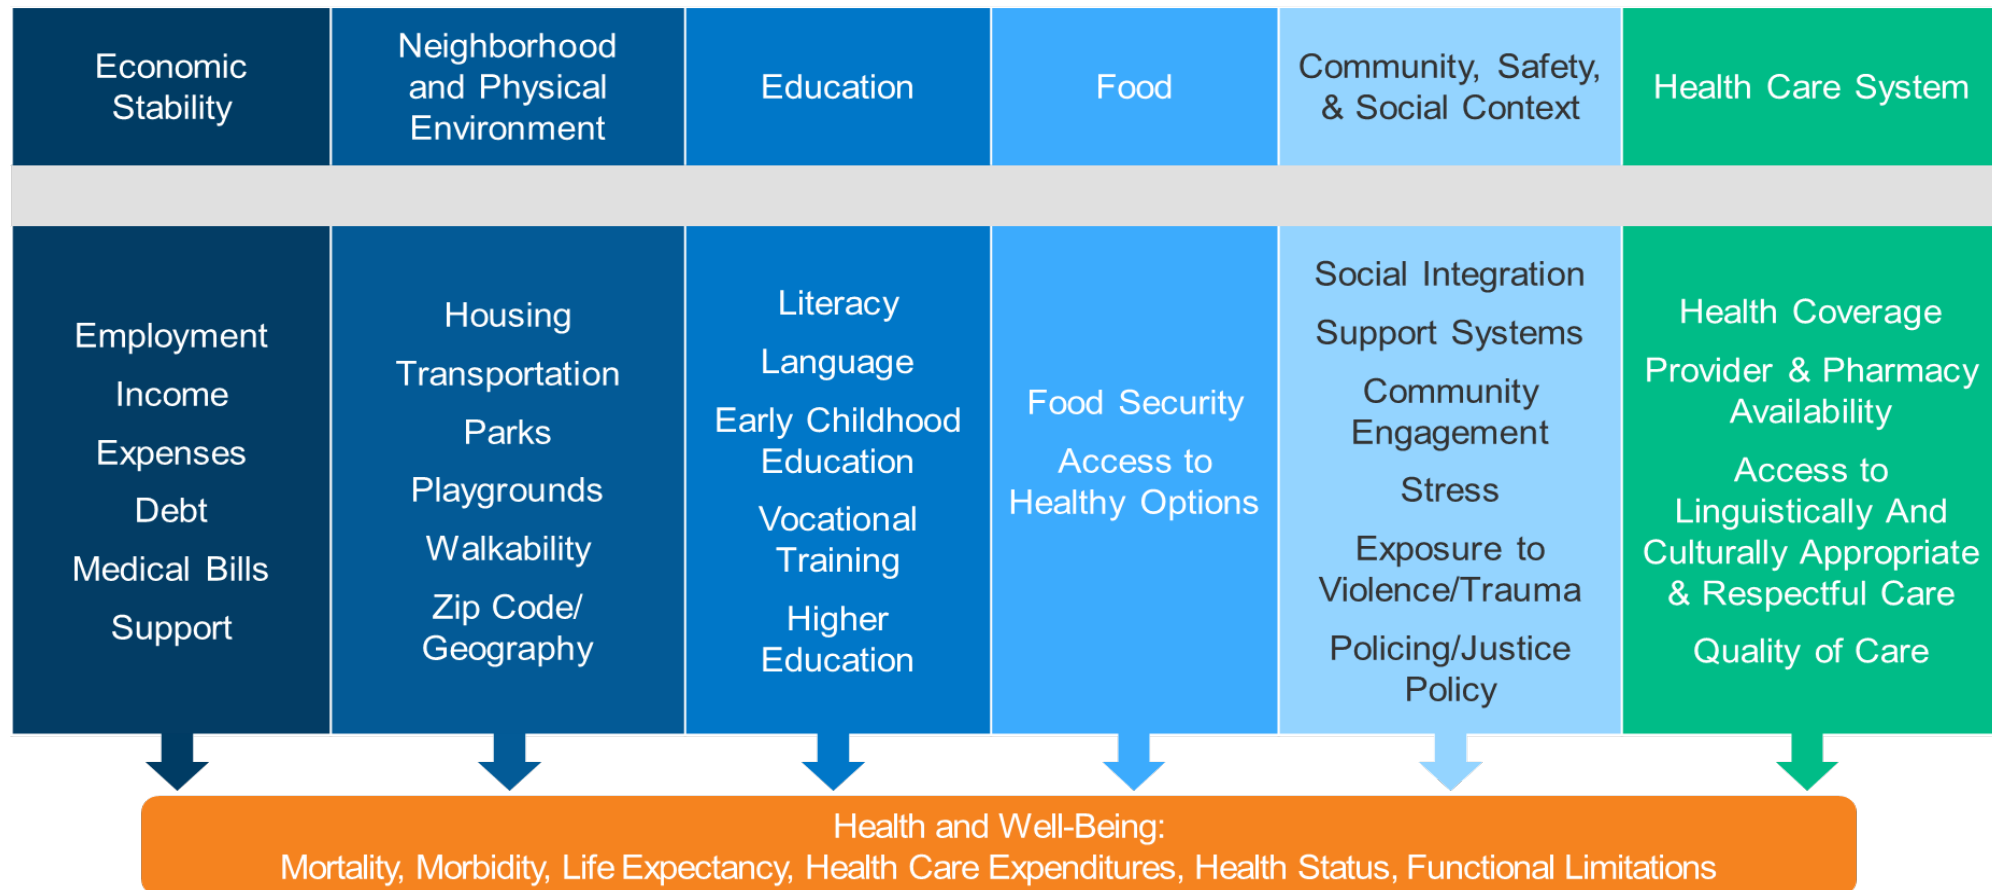 Economic
Stability
Neighborhood
and Physical
Environment
Education
Food
Community, Safety,
& Social Context
Health Care System
Employment
Income
Expenses
Debt
Medical Bills
Support
Housing
Transportation
Parks
Playgrounds
Walkability
Zip Code/
Geography
Literacy
Language
Early Childhood
Education
Vocational
Training
Higher
Education
Food Security
Access to
Healthy Options
Social Integration
Support Systems
Community
Engagement
Stress
Exposure to
Violence/Trauma
Policing/Justice
Policy
Health Coverage
Provider & Pharmacy
Availability
Access to
Linguistically And
Culturally Appropriate
& Respectful Care
Quality of Care
Health and Well-Being:
Mortality, Morbidity, Life Expectancy, Health Care Expenditures, Health Status, Functional Limitations